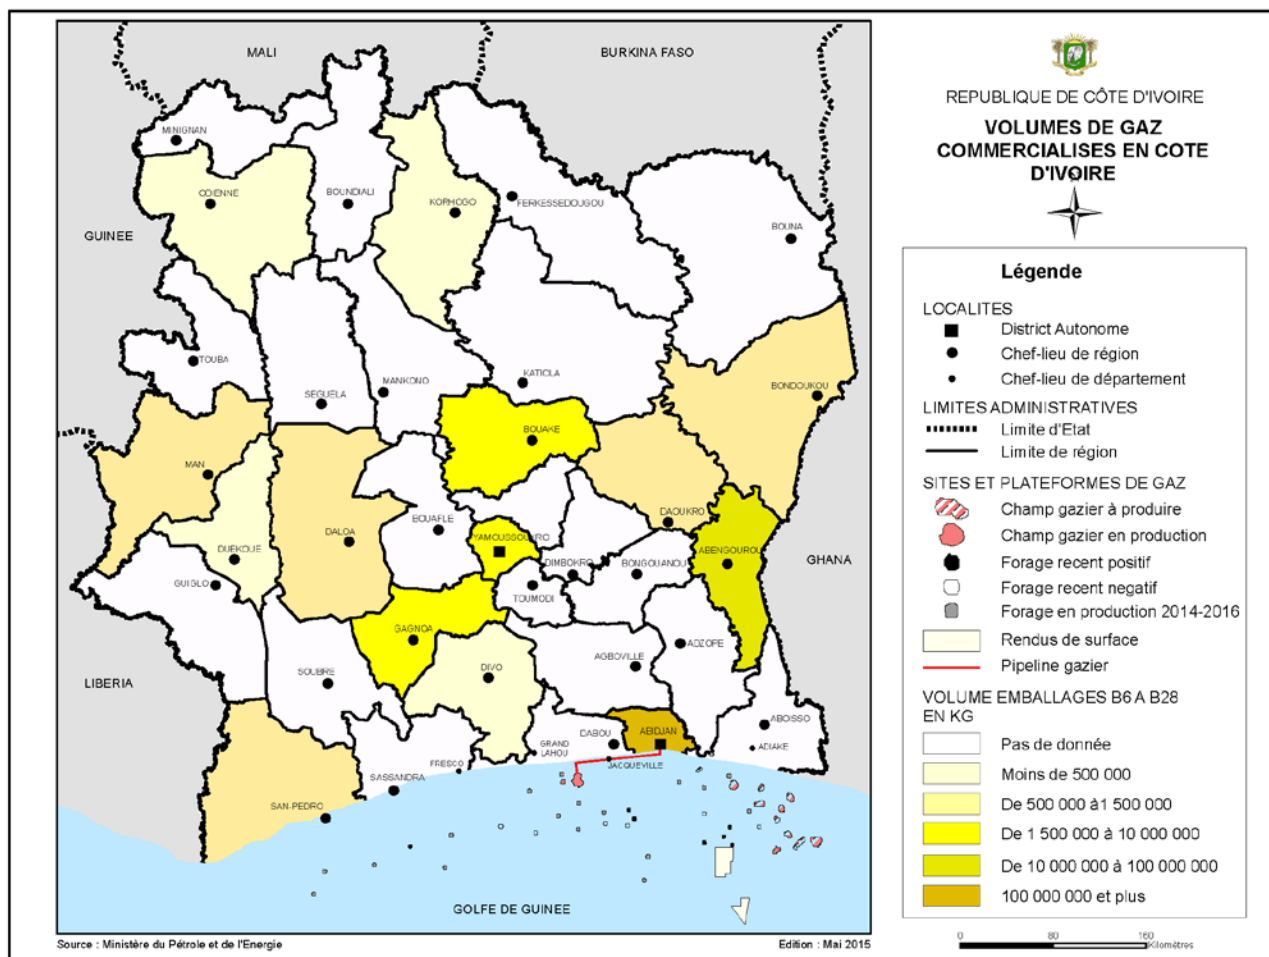 MALI
BURKINA FASO
MINIGNAN
ODIENNE
BOUNDIALI
KORHOGO
FERKESSEDOUGOU
BOUNA
GUINEE
TOUBA
SEGUELA
MANKONO
KATIOLA
BONDOUKOU
BOUAKE
MAN
DALOA
BOUAFLE
YAMOUSSOUKRO
DAOUKRO
ABENGOUROU
GHANA
DUEKOUE
GUIGLO
DIMBOKRO
BONGOUANOU
TOUMODI
GAGNOA
ADZOPE
LIBERIA
SOUBRE
DIVO
AGBOVILLE
ABOISSO
ADIAKE
ABIDJAN
DABOU
GRAND
LAHOU
JACQUEVILLE
FRESCO
SASSANDRA
SAN-PEDRO
GOLFE DE GUINEE
Source : Ministère du Pétrole et de l'Energie
Edition : Mai 2015
REPUBLIQUE DE CÔTE D'IVOIRE
VOLUMES DE GAZ
COMMERCIALISES EN COTE
D'IVOIRE
Légende
LOCALITES
District Autonome
Chef-lieu de région
Chef-lieu de département
LIMITES ADMINISTRATIVES
Limite d'Etat
Limite de région
SITES ET PLATEFORMES DE GAZ
Champ gazier à produire
Champ gazier en production
Forage recent positif
Forage recent negatif
Forage en production 2014-2016
Rendus de surface
Pipeline gazier
VOLUME EMBALLAGES B6 A B28
EN KG
Pas de donnée
Moins de 500 000
De 500 000 à1 500 000
De 1 500 000 à 10 000 000
De 10 000 000 à 100 000 000
100 000 000 et plus
0 80 160
Kilomètres